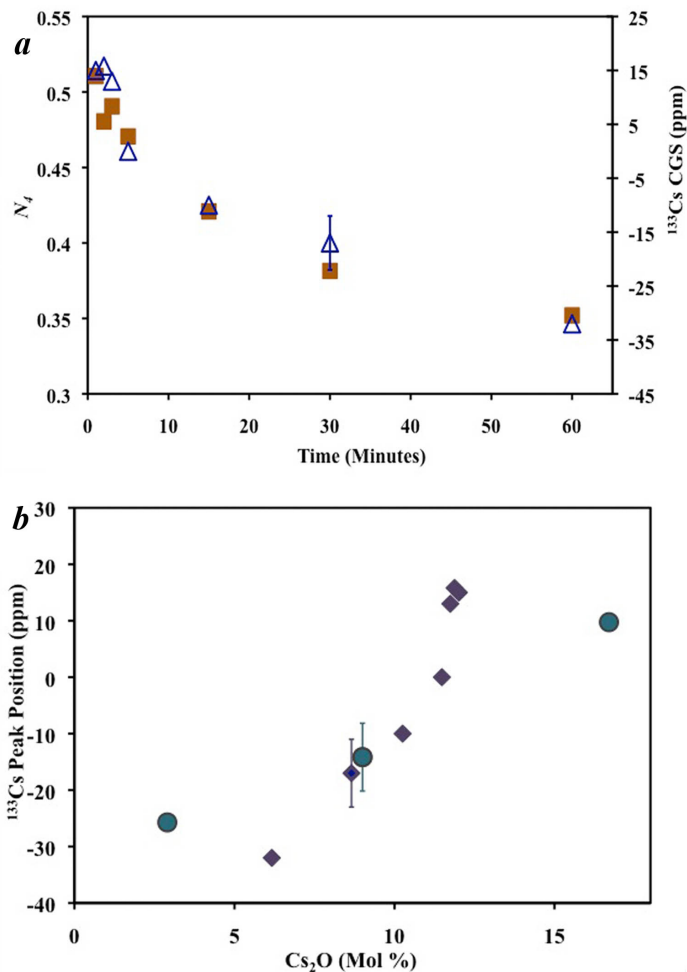 a
0.55
0.5
0.45
0.4
0.35
0.3
N4
25
15
5
-5
-15
-25
-35
-45
133Cs CGS (ppm)
0 10 20 30 40 50 60
Time (Minutes)
b
30
20
10
0
-10
-20
-30
-40
133Cs Peak Position (ppm)
0 5 10 15
Cs2O (Mol %)